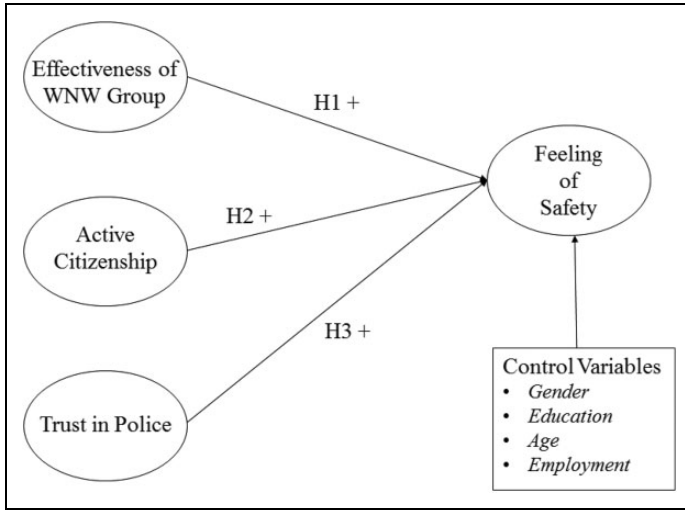 Effectiveness of
WNW Group
H1 +
Feeling
of
Safety
H2 +
Active
Citizenship
H3 +
Trust in Police
Control Variables
• Gender
• Education
• Age
• Employment